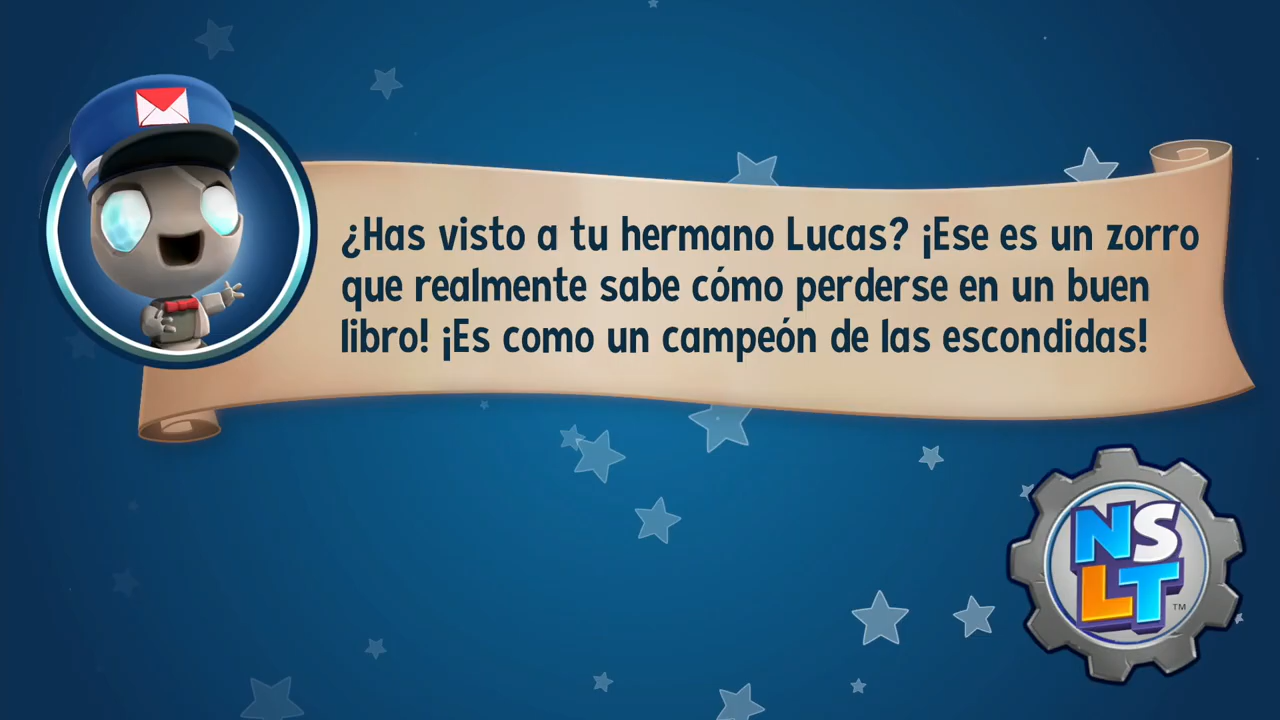 ¿Has visto a tu hermano Lucas? ¡Ese es un zorro
que realmente sabe cómo perderse en un buen
libro! ¡Es como un campeón de las escondidas!
NS
LT
TM